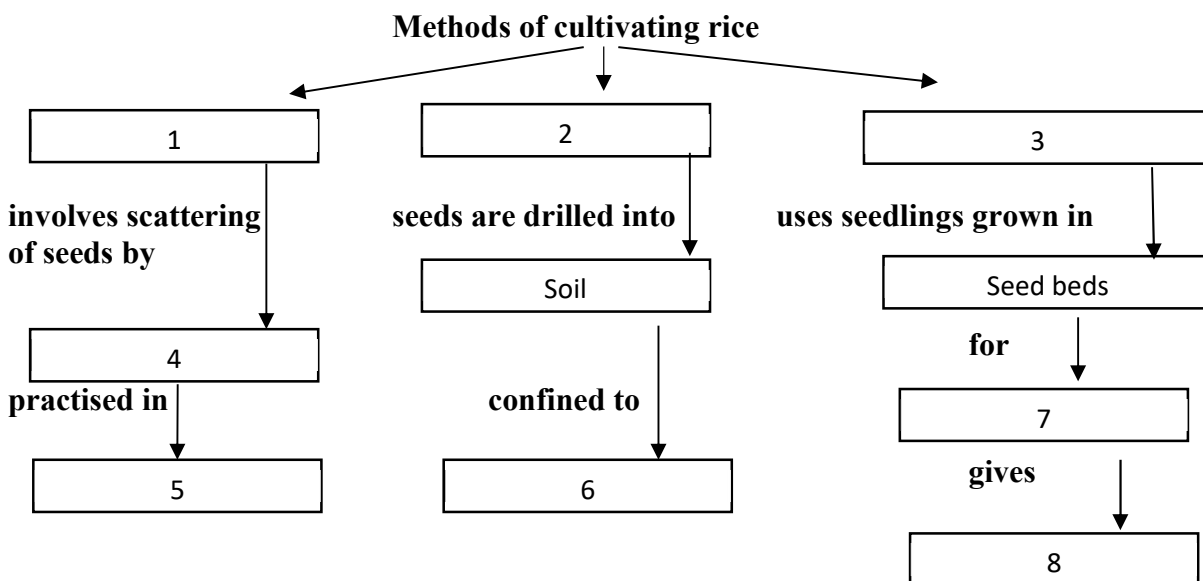 Methods of cultivating rice
1
2
3
involves scattering
of seeds by
seeds are drilled into
uses seedlings grown in
Soil
Seed beds
4
for
practised in
confined to
7
5
6
gives
8